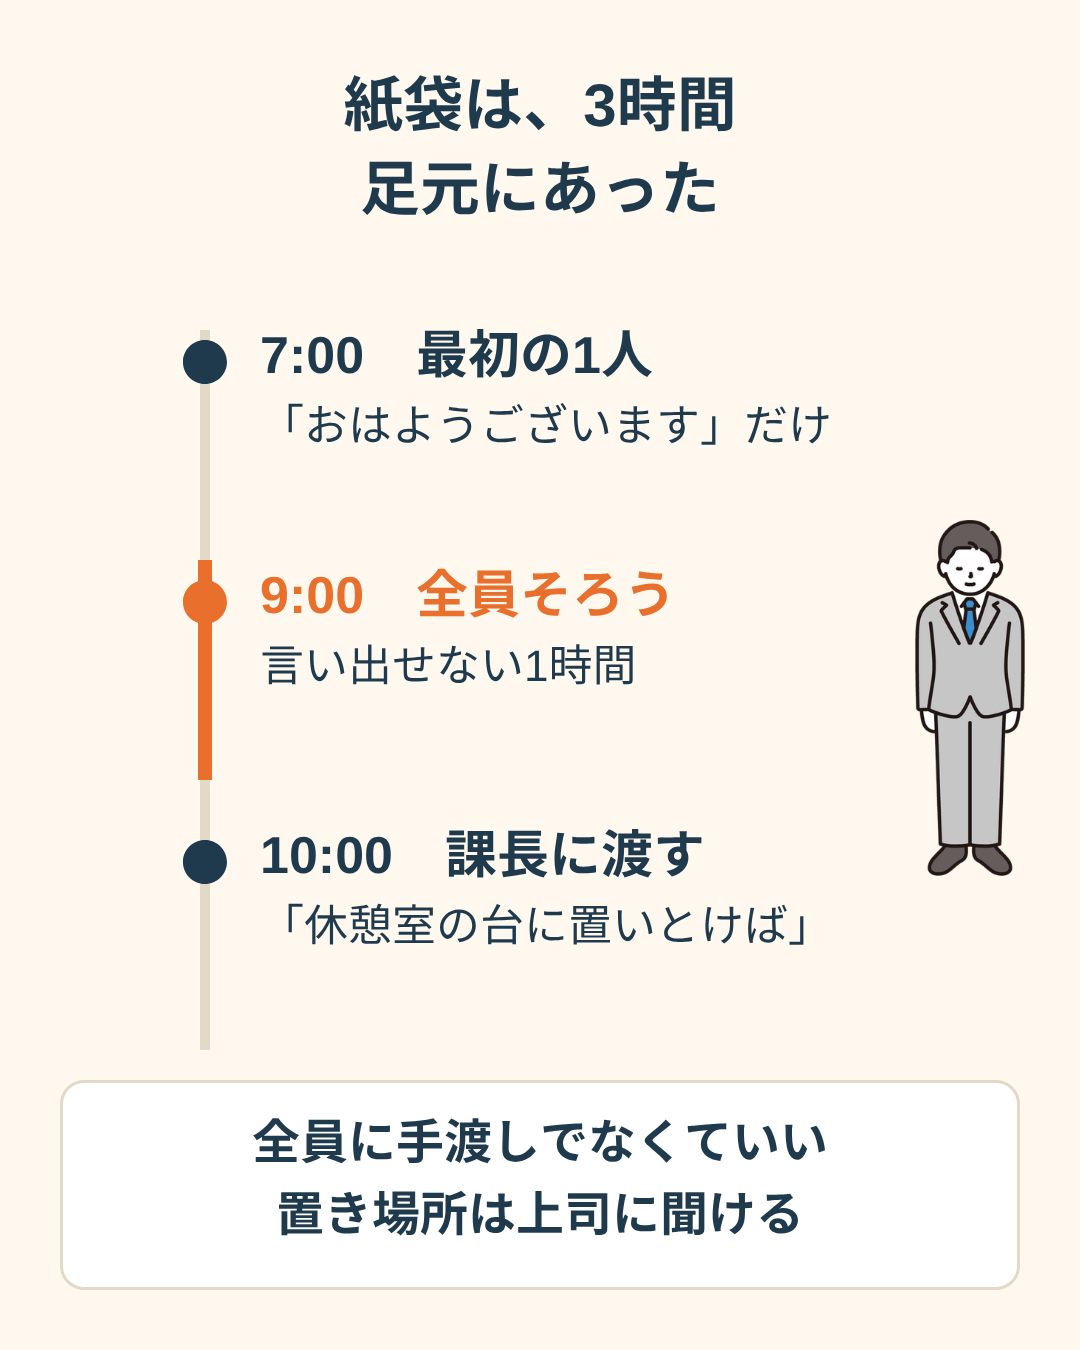 紙袋は、3時間
足元にあった
7:00　最初の1人
「おはようございます」だけ
9:00　全員そろう
言い出せない1時間
10:00　課長に渡す
「休憩室の台に置いとけば」
全員に手渡しでなくていい
置き場所は上司に聞ける